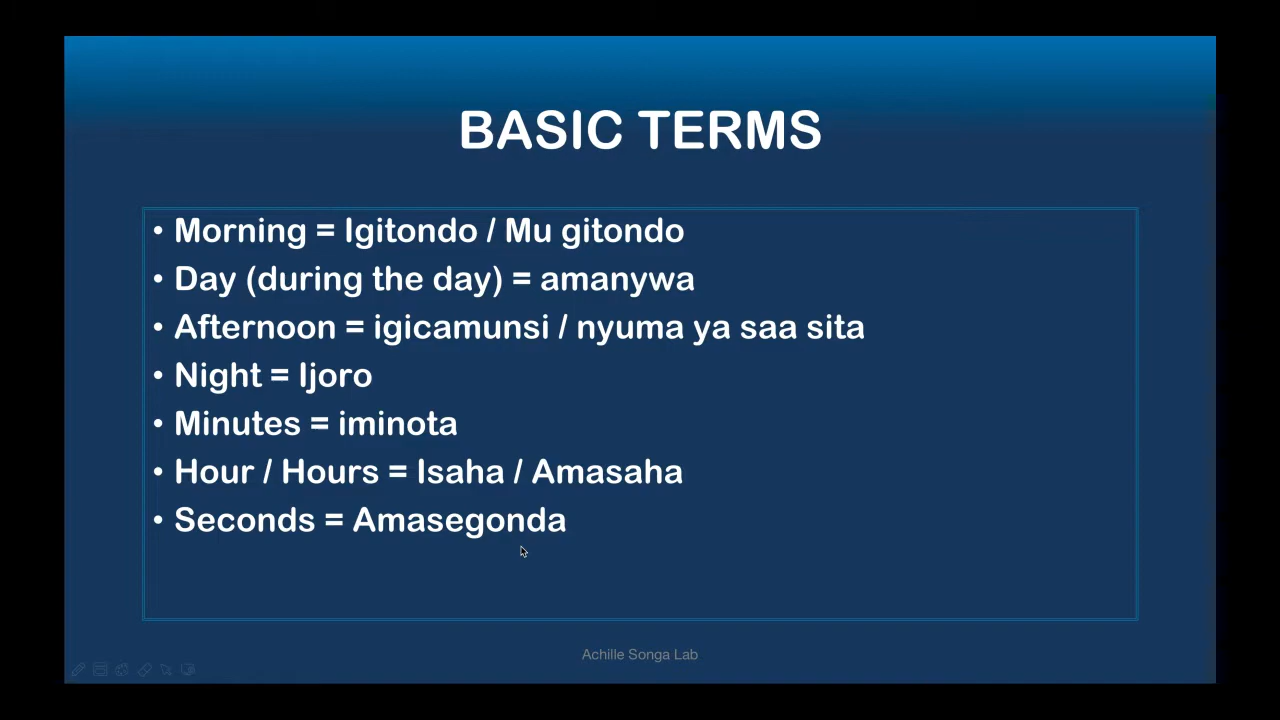 BASIC TERMS
• Morning = Igitondo / Mu gitondo
• Day (during the day) = amanywa
• Afternoon = igicamunsi / nyuma ya saa sita
• Night = Ijoro
• Minutes = iminota
• Hour / Hours = Isaha / Amasaha
• Seconds = Amasegonda
Achille Songa Lab